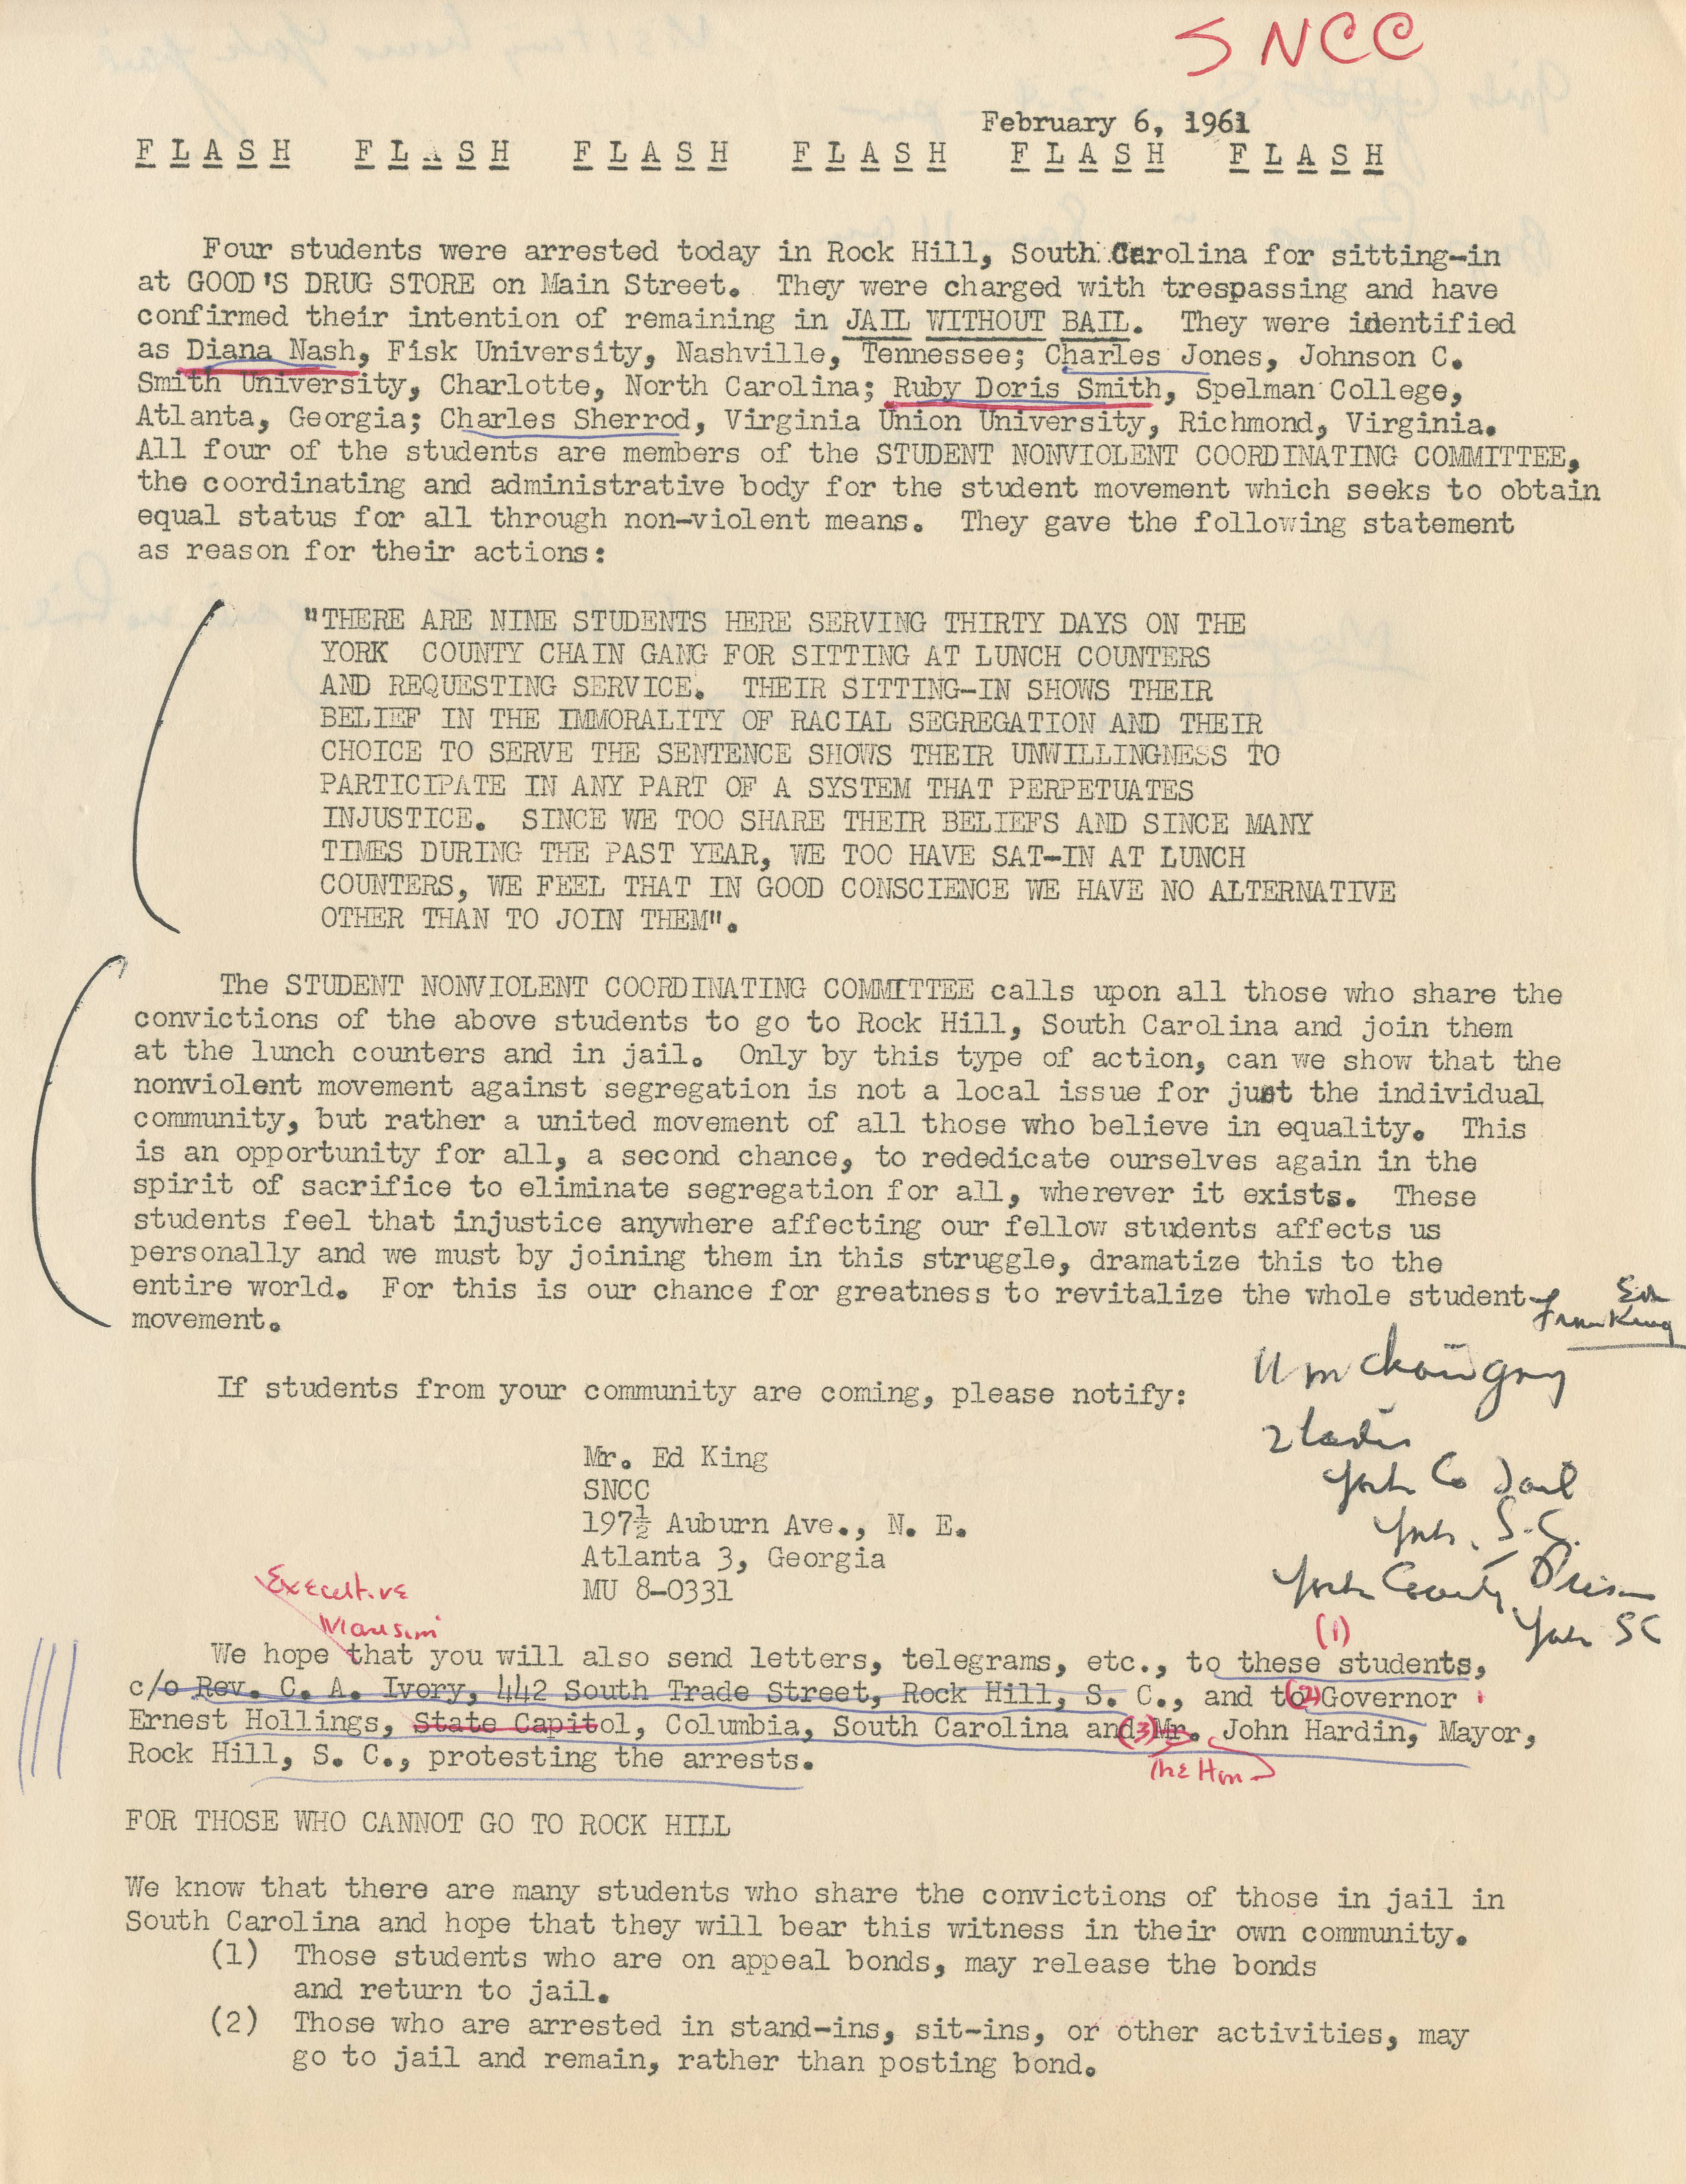 SNCC
February 6, 1961
FLASH FLASH FLASH FLASH FLASH FLASH
Four students were arrested today in Rock Hill, South Carolina for sitting-in
at GOOD'S DRUG STORE on Main Street. They were charged with trespassing and have
confirmed their intention of remaining in JAIL WITHOUT BAIL. They were identified
as Diana Nash, Fisk University, Nashville, Tennessee; Charles Jones, Johnson C.
Smith University, Charlotte, North Carolina; Ruby Doris Smith, Spelman College,
Atlanta, Georgia; Charles Sherrod, Virginia Union University, Richmond, Virginia.
All four of the students are members of the STUDENT NONVIOLENT COORDINATING COMMITTEE,
the coordinating and administrative body for the student movement which seeks to obtain
equal status for all through non-violent means. They gave the following statement
as reason for their actions:
"THERE ARE NINE STUDENTS HERE SERVING THIRTY DAYS ON THE
YORK COUNTY CHAIN GANG FOR SITTING AT LUNCH COUNTERS
AND REQUESTING SERVICE. THEIR SITTING-IN SHOWS THEIR
BELIEF IN THE IMMORALITY OF RACIAL SEGREGATION AND THEIR
CHOICE TO SERVE THE SENTENCE SHOWS THEIR UNWILLINGNESS TO
PARTICIPATE IN ANY PART OF A SYSTEM THAT PERPETUATES
INJUSTICE. SINCE WE TOO SHARE THEIR BELIEFS AND SINCE MANY
TIMES DURING THE PAST YEAR, WE TOO HAVE SAT-IN AT LUNCH
COUNTERS, WE FEEL THAT IN GOOD CONSCIENCE WE HAVE NO ALTERNATIVE
OTHER THAN TO JOIN THEM".
The STUDENT NONVIOLENT COORDINATING COMMITTEE calls upon all those who share the
convictions of the above students to go to Rock Hill, South Carolina and join them
at the lunch counters and in jail. Only by this type of action, can we show that the
nonviolent movement against segregation is not a local issue for just the individual
community, but rather a united movement of all those who believe in equality. This
is an opportunity for all, a second chance, to rededicate ourselves again in the
spirit of sacrifice to eliminate segregation for all, wherever it exists. These
students feel that injustice anywhere affecting our fellow students affects us
personally and we must by joining them in this struggle, dramatize this to the
entire world. For this is our chance for greatness to revitalize the whole student
movement.
Ed
King
If students from your community are coming, please notify:
2 ladies
York Co Jail
York, S.C.
York County Prison
York SC
Mr. Ed King
SNCC
197½ Auburn Ave., N. E.
Atlanta 3, Georgia
MU 8-0331
Executive
Mansion
(1)
We hope that you will also send letters, telegrams, etc., to these students,
c/o Rev. C. A. Ivory, 442 South Trade Street, Rock Hill, S. C., and to (2) Governor
Ernest Hollings, State Capitol, Columbia, South Carolina and (3) Mr. John Hardin, Mayor,
The Hon
Rock Hill, S. C., protesting the arrests.
FOR THOSE WHO CANNOT GO TO ROCK HILL
We know that there are many students who share the convictions of those in jail in
South Carolina and hope that they will bear this witness in their own community.
(1) Those students who are on appeal bonds, may release the bonds
and return to jail.
(2) Those who are arrested in stand-ins, sit-ins, or other activities, may
go to jail and remain, rather than posting bond.